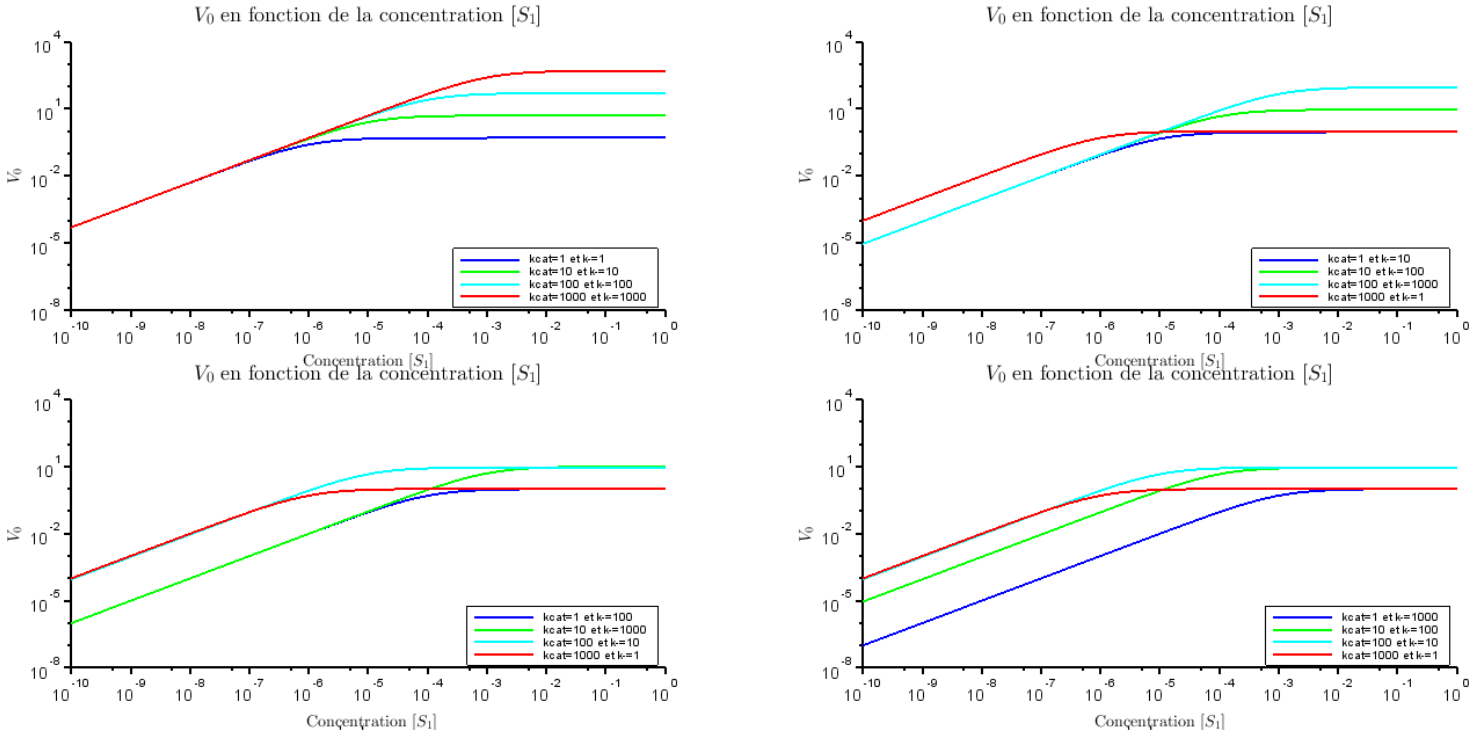 V₀ en fonction de la concentration [S₁]
10⁴
10¹
10⁻²
10⁻⁵
10⁻⁸
V₀
kcat=1 et k-=1
kcat=10 et k-=10
kcat=100 et k-=100
kcat=1000 et k-=1000
10⁻¹⁰ 10⁻⁹ 10⁻⁸ 10⁻⁷ 10⁻⁶ 10⁻⁵ 10⁻⁴ 10⁻³ 10⁻² 10⁻¹ 10⁰
Concentration [S₁]
V₀ en fonction de la concentration [S₁]
10⁴
10¹
10⁻²
10⁻⁵
10⁻⁸
V₀
kcat=1 et k-=10
kcat=10 et k-=100
kcat=100 et k-=1000
kcat=1000 et k-=1
10⁻¹⁰ 10⁻⁹ 10⁻⁸ 10⁻⁷ 10⁻⁶ 10⁻⁵ 10⁻⁴ 10⁻³ 10⁻² 10⁻¹ 10⁰
Concentration [S₁]
V₀ en fonction de la concentration [S₁]
10⁴
10¹
10⁻²
10⁻⁵
10⁻⁸
V₀
kcat=1 et k-=100
kcat=10 et k-=1000
kcat=100 et k-=10
kcat=1000 et k-=1
10⁻¹⁰ 10⁻⁹ 10⁻⁸ 10⁻⁷ 10⁻⁶ 10⁻⁵ 10⁻⁴ 10⁻³ 10⁻² 10⁻¹ 10⁰
Concentration [S₁]
V₀ en fonction de la concentration [S₁]
10⁴
10¹
10⁻²
10⁻⁵
10⁻⁸
V₀
kcat=1 et k-=1000
kcat=10 et k-=100
kcat=100 et k-=10
kcat=1000 et k-=1
10⁻¹⁰ 10⁻⁹ 10⁻⁸ 10⁻⁷ 10⁻⁶ 10⁻⁵ 10⁻⁴ 10⁻³ 10⁻² 10⁻¹ 10⁰
Concentration [S₁]